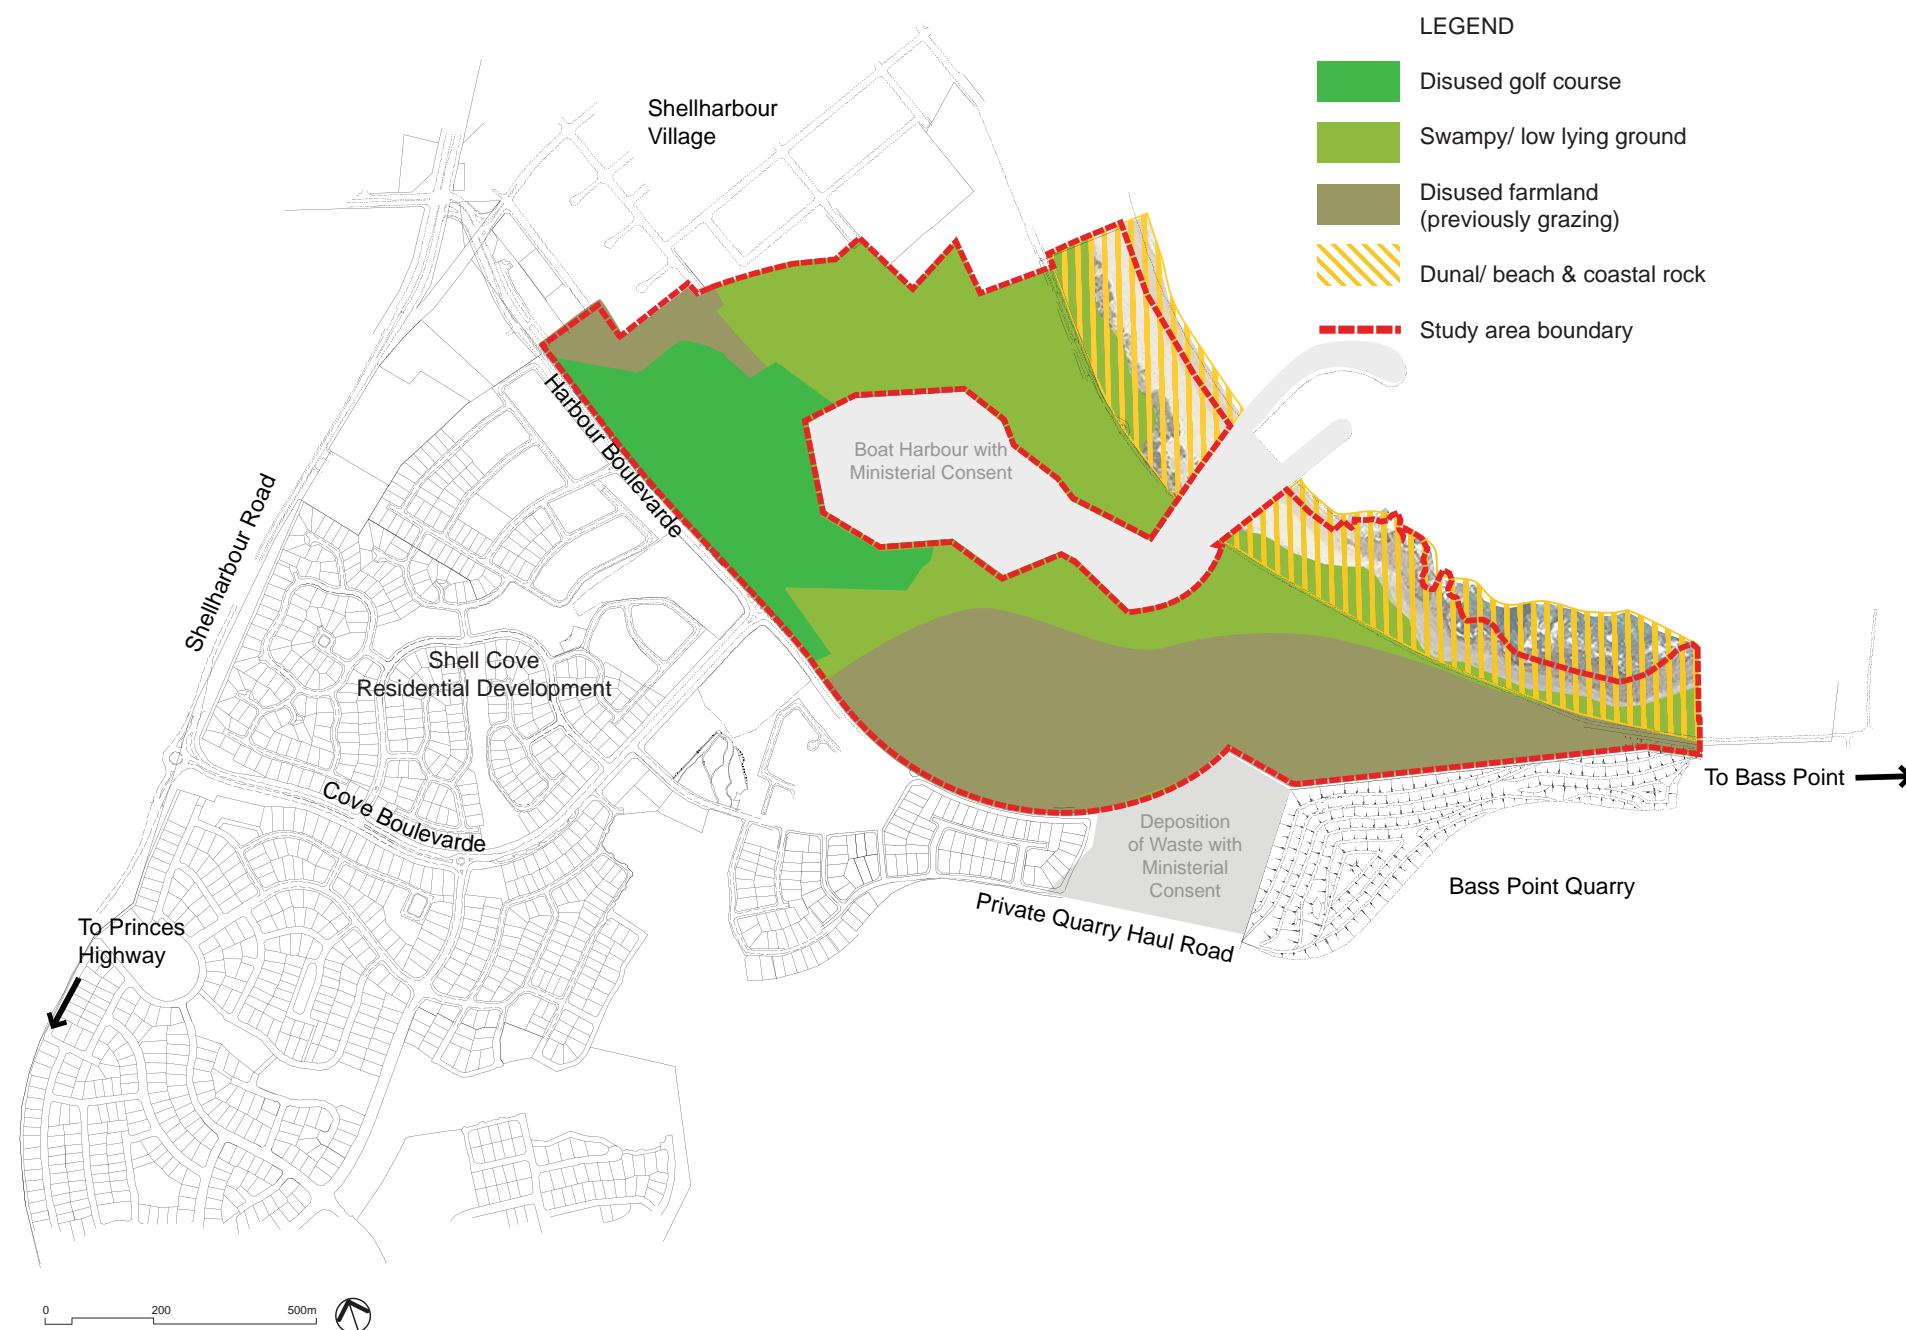 LEGEND
Disused golf course
Swampy/ low lying ground
Disused farmland
(previously grazing)
Dunal/ beach & coastal rock
Study area boundary
Shellharbour
Village
Harbour Boulevarde
Boat Harbour with
Ministerial Consent
Shellharbour Road
Shell Cove
Residential Development
Cove Boulevarde
To Bass Point
Deposition
of Waste with
Ministerial
Consent
Bass Point Quarry
Private Quarry Haul Road
To Princes
Highway
0 200 500m